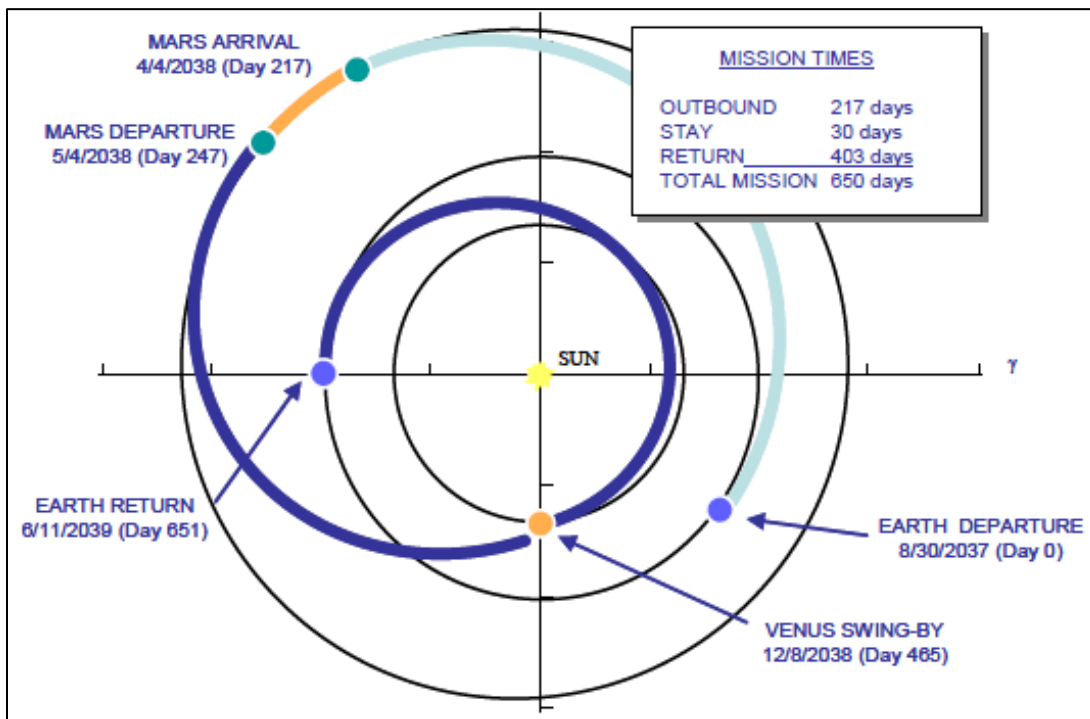 MARS ARRIVAL
4/4/2038 (Day 217)
MISSION TIMES
OUTBOUND 217 days
STAY 30 days
RETURN 403 days
TOTAL MISSION 650 days
MARS DEPARTURE
5/4/2038 (Day 247)
SUN
γ
EARTH RETURN
6/11/2039 (Day 651)
EARTH DEPARTURE
8/30/2037 (Day 0)
VENUS SWING-BY
12/8/2038 (Day 465)